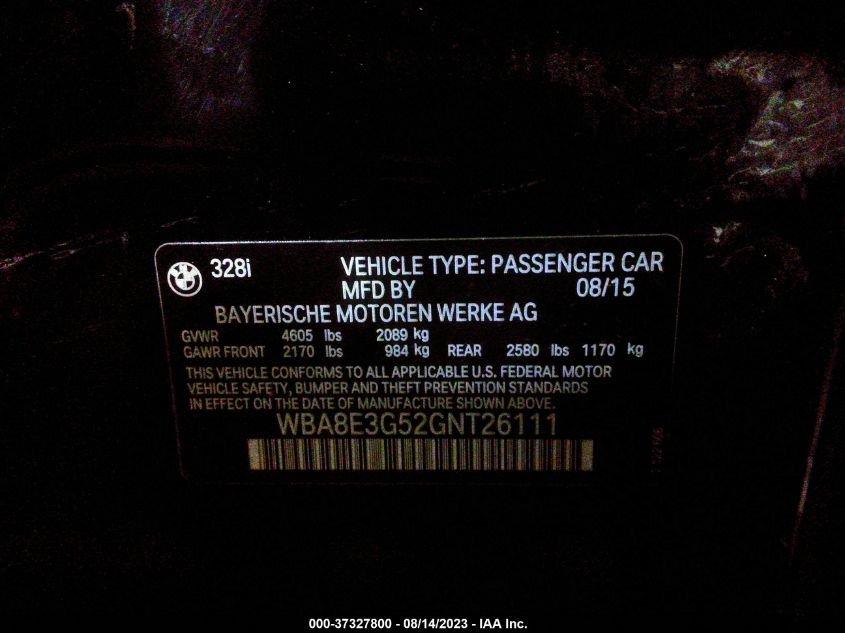 328i VEHICLE TYPE: PASSENGER CAR
MFD BY 08/15
BAYERISCHE MOTOREN WERKE AG
GVWR 4605 lbs 2089 kg
GAWR FRONT 2170 lbs 984 kg REAR 2580 lbs 1170 kg
THIS VEHICLE CONFORMS TO ALL APPLICABLE U.S. FEDERAL MOTOR
VEHICLE SAFETY, BUMPER AND THEFT PREVENTION STANDARDS
IN EFFECT ON THE DATE OF MANUFACTURE SHOWN ABOVE.
WBA8E3G52GNT26111
000-37327800 - 08/14/2023 - IAA Inc.